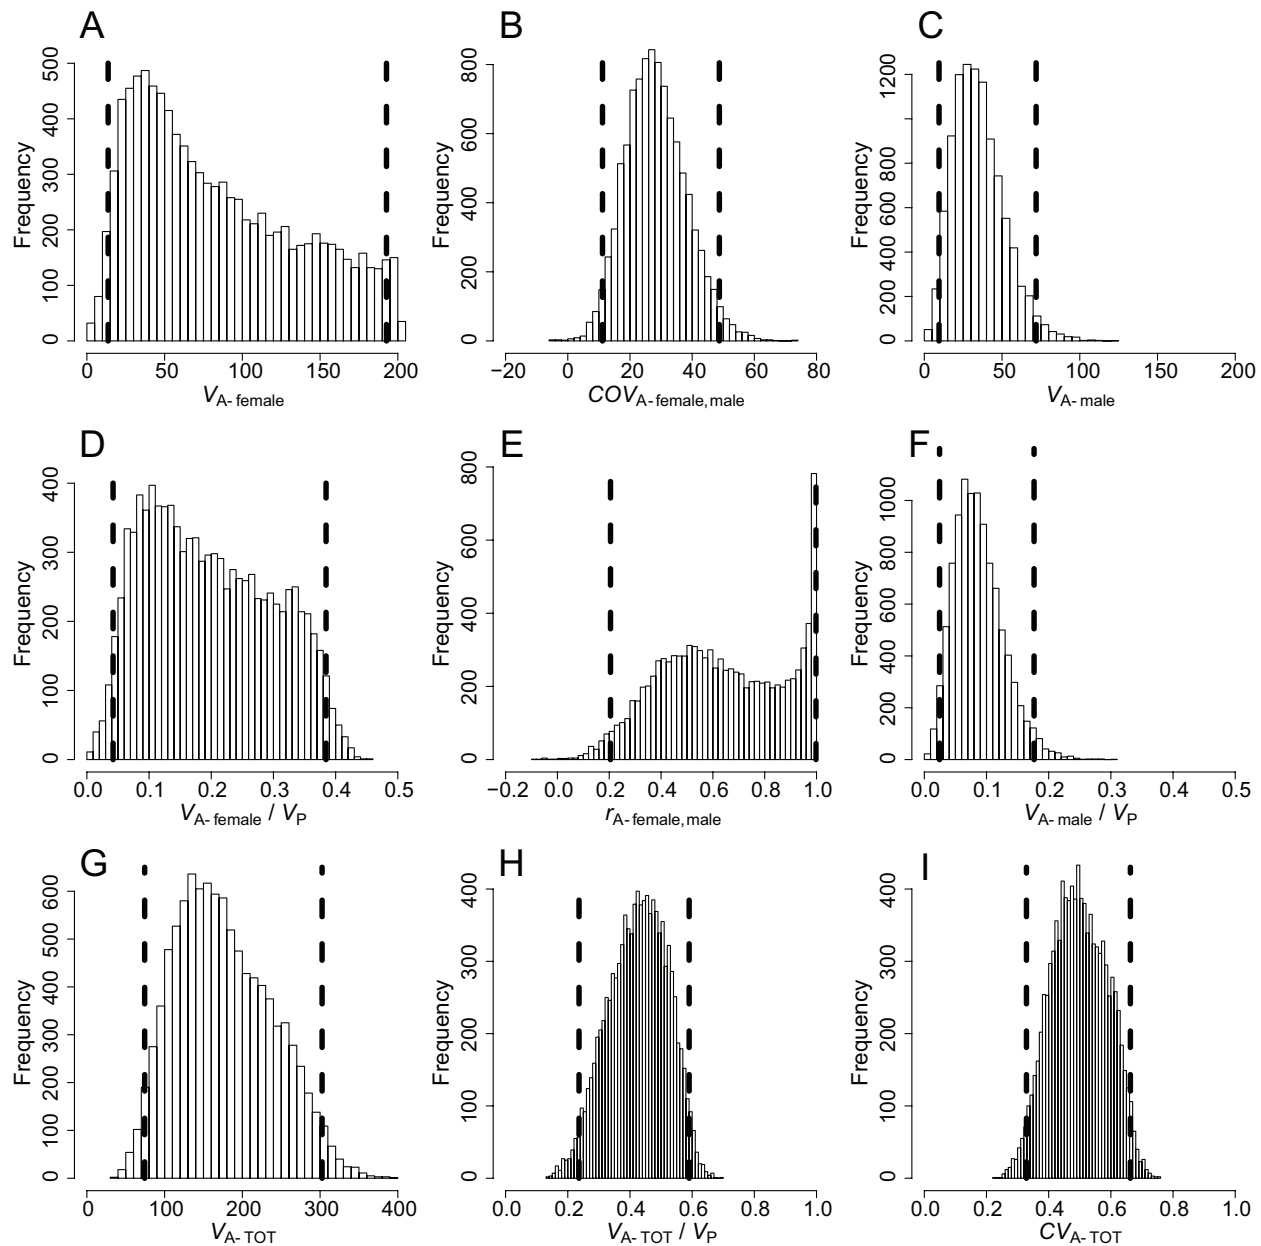 A
B
C
Frequency
0 100 200 300 400 500
0 50 100 150 200
VA- female
Frequency
0 200 400 600 800
−20 0 20 40 60 80
COVA- female, male
Frequency
0 200 400 600 800 1200
0 50 100 150 200
VA- male
D
E
F
Frequency
0 100 200 300 400
0.0 0.1 0.2 0.3 0.4 0.5
VA- female / VP
Frequency
0 200 400 600 800
−0.2 0.0 0.2 0.4 0.6 0.8 1.0
rA- female, male
Frequency
0 200 400 600 800 1000
0.0 0.1 0.2 0.3 0.4 0.5
VA- male / VP
G
H
I
Frequency
0 100 200 300 400 500 600
0 100 200 300 400
VA- TOT
Frequency
0 100 200 300 400
0.0 0.2 0.4 0.6 0.8 1.0
VA- TOT / VP
Frequency
0 100 200 300 400
0.0 0.2 0.4 0.6 0.8 1.0
CVA- TOT